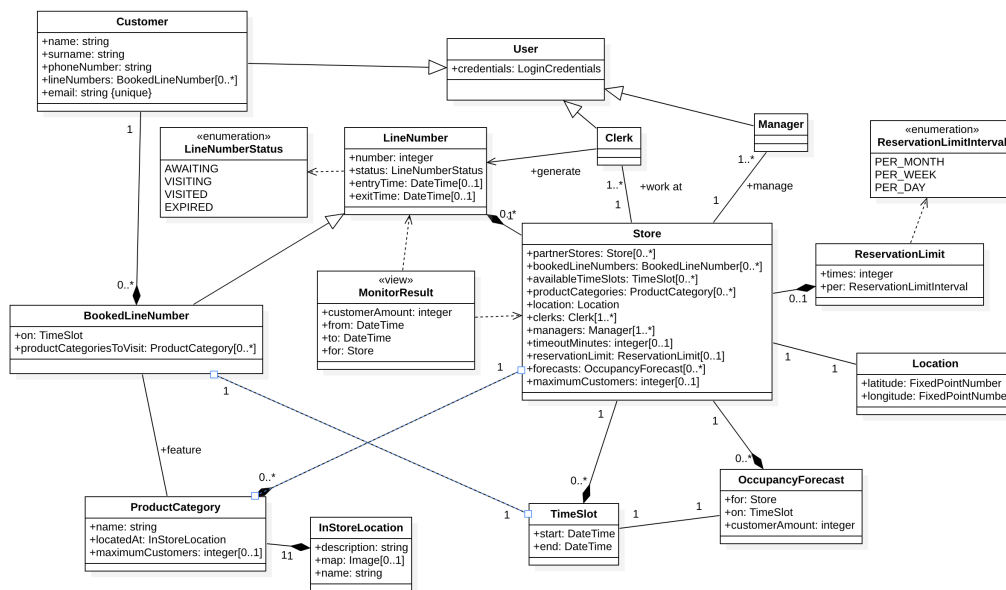 Customer
+name: string
+surname: string
+phoneNumber: string
+lineNumbers: BookedLineNumber[0..*]
+email: string {unique}
User
+credentials: LoginCredentials
Clerk
Manager
«enumeration»
ReservationLimitInterval
PER_MONTH
PER_WEEK
PER_DAY
«enumeration»
LineNumberStatus
AWAITING
VISITING
VISITED
EXPIRED
LineNumber
+number: integer
+status: LineNumberStatus
+entryTime: DateTime[0..1]
+exitTime: DateTime[0..1]
1
+generate
1..*
+work at
1
1..*
+manage
1
0..*
1
Store
+partnerStores: Store[0..*]
+bookedLineNumbers: BookedLineNumber[0..*]
+availableTimeSlots: TimeSlot[0..*]
+productCategories: ProductCategory[0..*]
+location: Location
+clerks: Clerk[1..*]
+managers: Manager[1..*]
+timeoutMinutes: integer[0..1]
+reservationLimit: ReservationLimit[0..1]
+forecasts: OccupancyForecast[0..*]
+maximumCustomers: integer[0..1]
ReservationLimit
+times: integer
+per: ReservationLimitInterval
0..1
«view»
MonitorResult
+customerAmount: integer
+from: DateTime
+to: DateTime
+for: Store
0..*
BookedLineNumber
+on: TimeSlot
+productCategoriesToVisit: ProductCategory[0..*]
1
1
1
1
Location
+latitude: FixedPointNumber
+longitude: FixedPointNumbe
1
1
+feature
0..*
0..*
0..*
ProductCategory
+name: string
+locatedAt: InStoreLocation
+maximumCustomers: integer[0..1]
1
1
InStoreLocation
+description: string
+map: Image[0..1]
+name: string
1
TimeSlot
+start: DateTime
+end: DateTime
1
1
OccupancyForecast
+for: Store
+on: TimeSlot
+customerAmount: integer